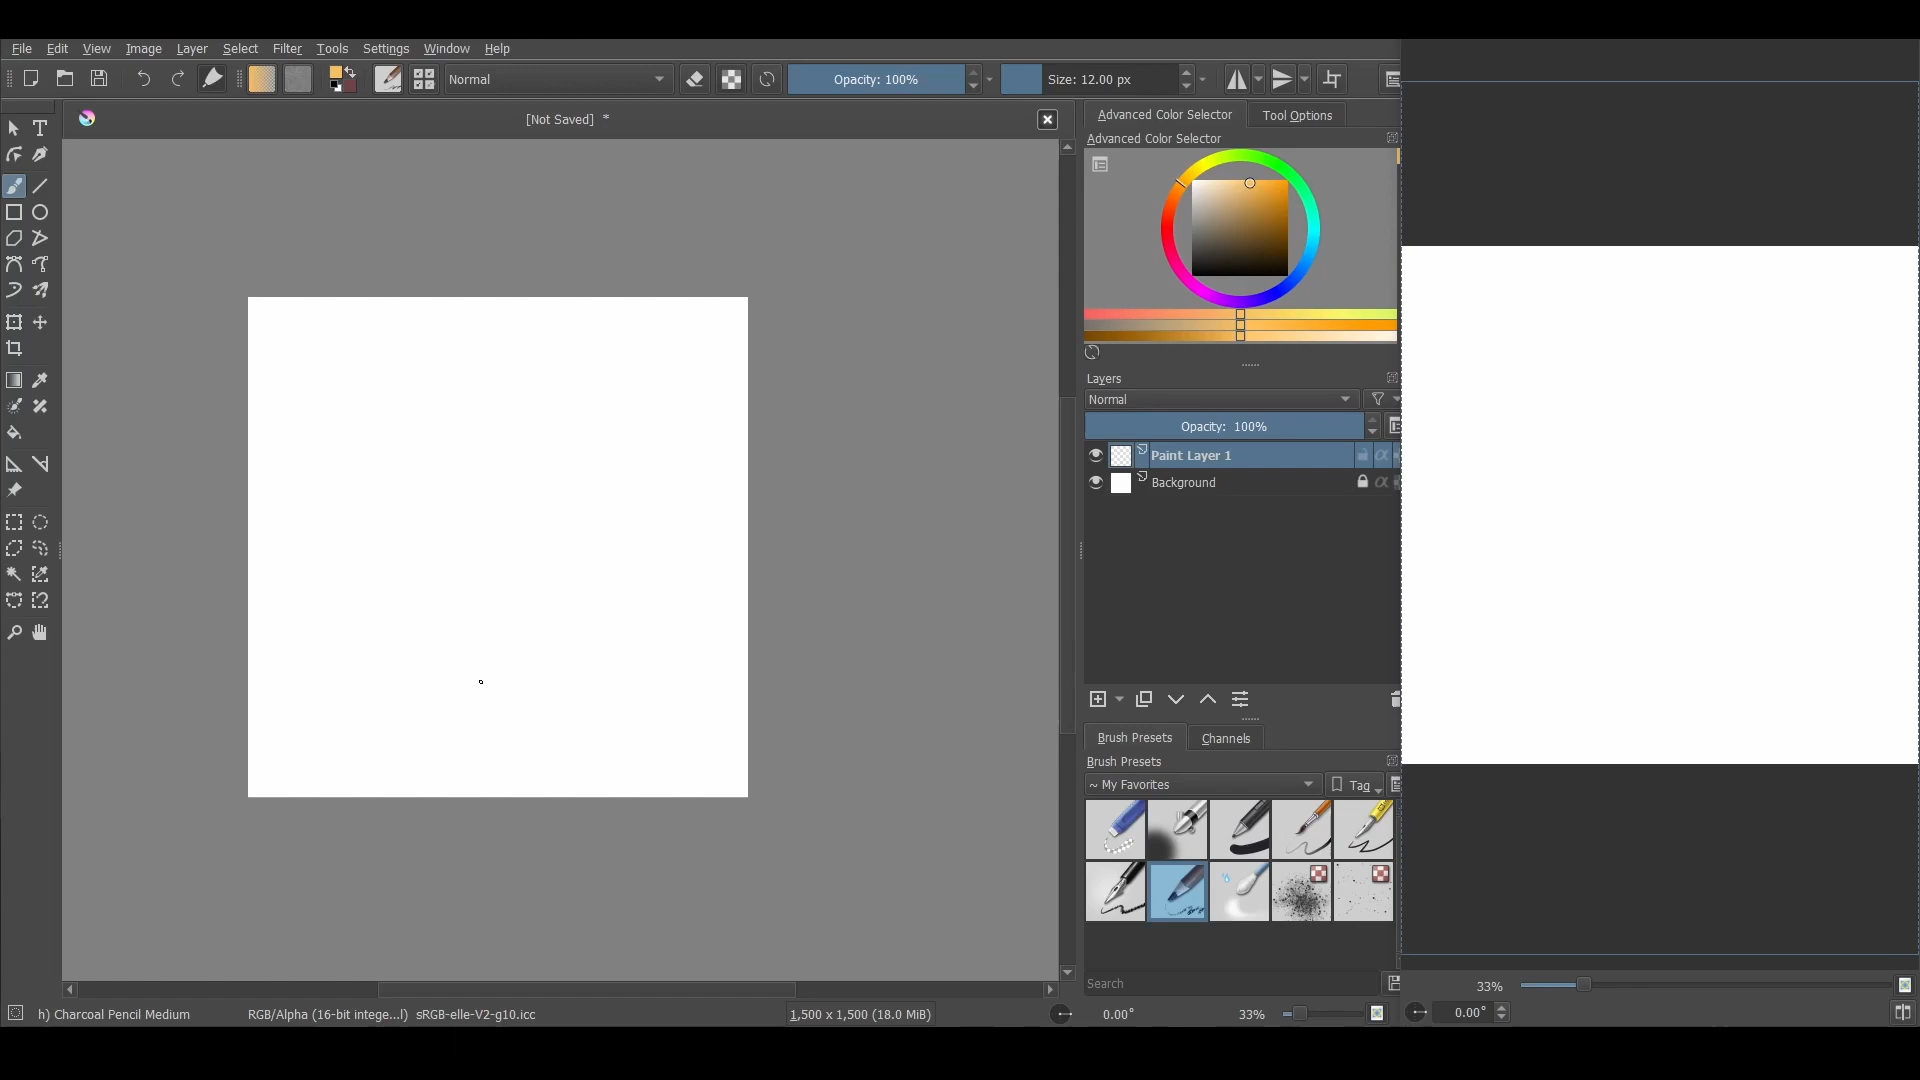 File Edit View Image Layer Select Filter Tools Settings Window Help
Normal Opacity: 100% Size: 12.00 px
[Not Saved] *
Advanced Color Selector Tool Options
Advanced Color Selector
Layers
Normal
Opacity: 100%
Paint Layer 1
Background
Brush Presets Channels
Brush Presets
~ My Favorites Tag
Search
33%
h) Charcoal Pencil Medium RGB/Alpha (16-bit intege...l) sRGB-elle-V2-g10.icc 1,500 x 1,500 (18.0 MiB) 0.00° 33% 0.00°